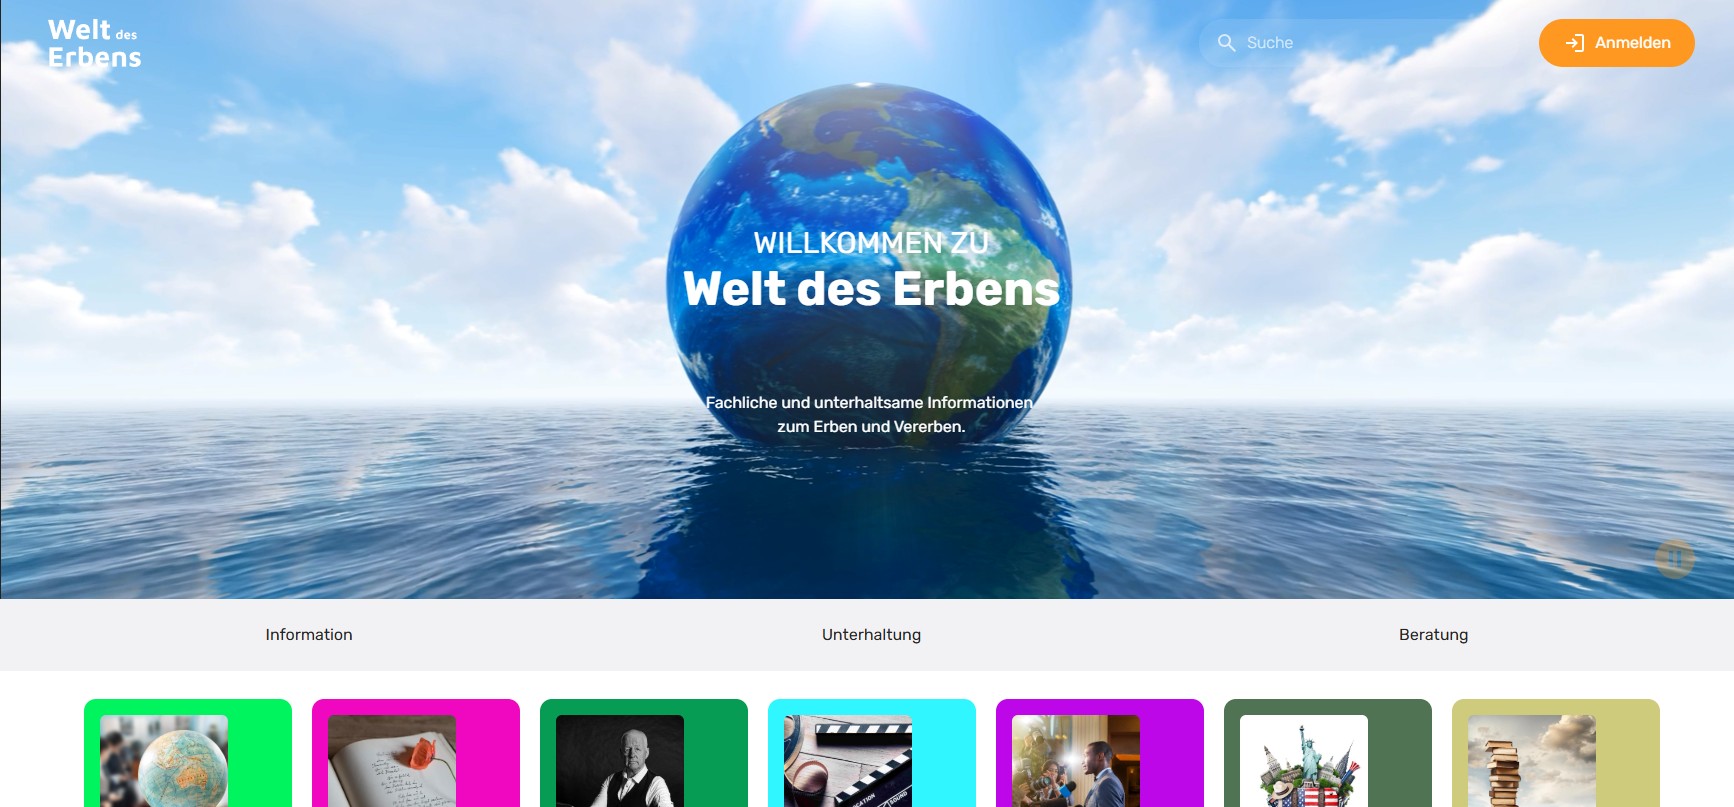 Welt des
Erbens
Suche
Anmelden
WILLKOMMEN ZU
Welt des Erbens
Fachliche und unterhaltsame Informationen
zum Erben und Vererben.
Information
Unterhaltung
Beratung